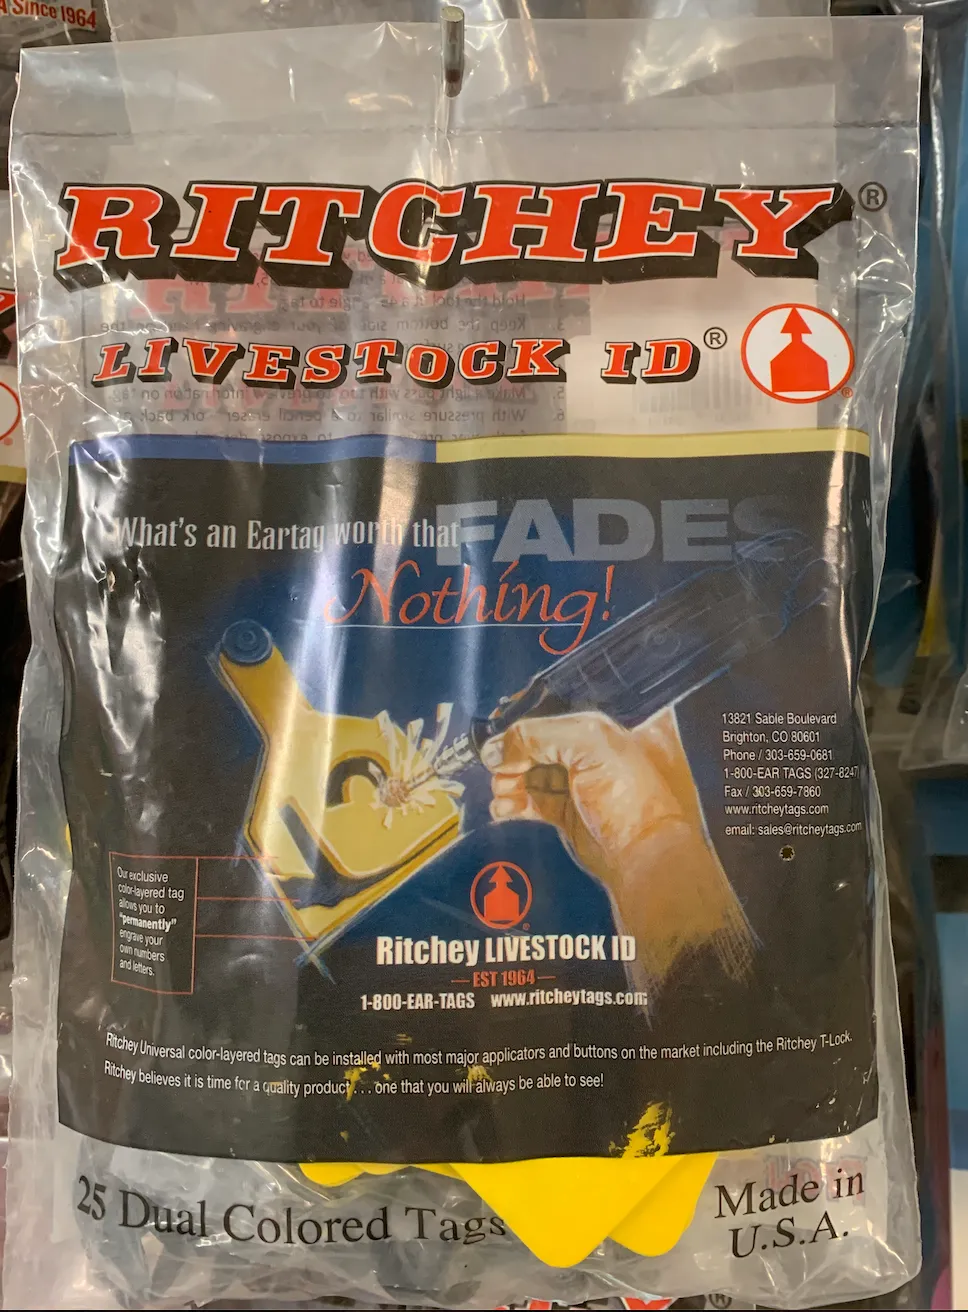 A Since 1964
RITCHEY®
LIVESTOCK ID®
What's an Eartag worth that FADES
Nothing!
13821 Sable Boulevard
Brighton, CO 80601
Phone / 303-659-0681
1-800-EAR TAGS (327-8247)
Fax / 303-659-7860
www.ritcheytags.com
email: sales@ritcheytags.com
Our exclusive
color-layered tag
allows you to
"permanently"
engrave your
own numbers
and letters.
Ritchey LIVESTOCK ID
EST 1964
1-800-EAR-TAGS www.ritcheytags.com
Ritchey Universal color-layered tags can be installed with most major applicators and buttons on the market including the Ritchey T-Lock.
Ritchey believes it is time for a quality product . . . one that you will always be able to see!
25 Dual Colored Tags
Made in
U.S.A.